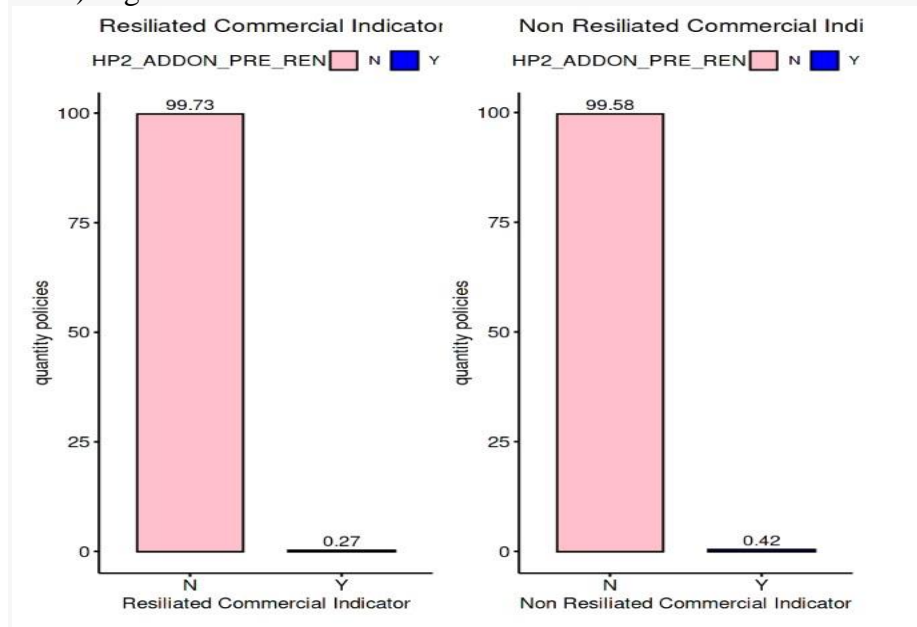 Resiliated Commercial Indicator
HP2_ADDON_PRE_REN N Y
99.73
100
75
50
25
0
0.27
quantity policies
N Y
Resiliated Commercial Indicator
Non Resiliated Commercial Indi
HP2_ADDON_PRE_REN N Y
99.58
100
75
50
25
0
0.42
quantity policies
N Y
Non Resiliated Commercial Indicator